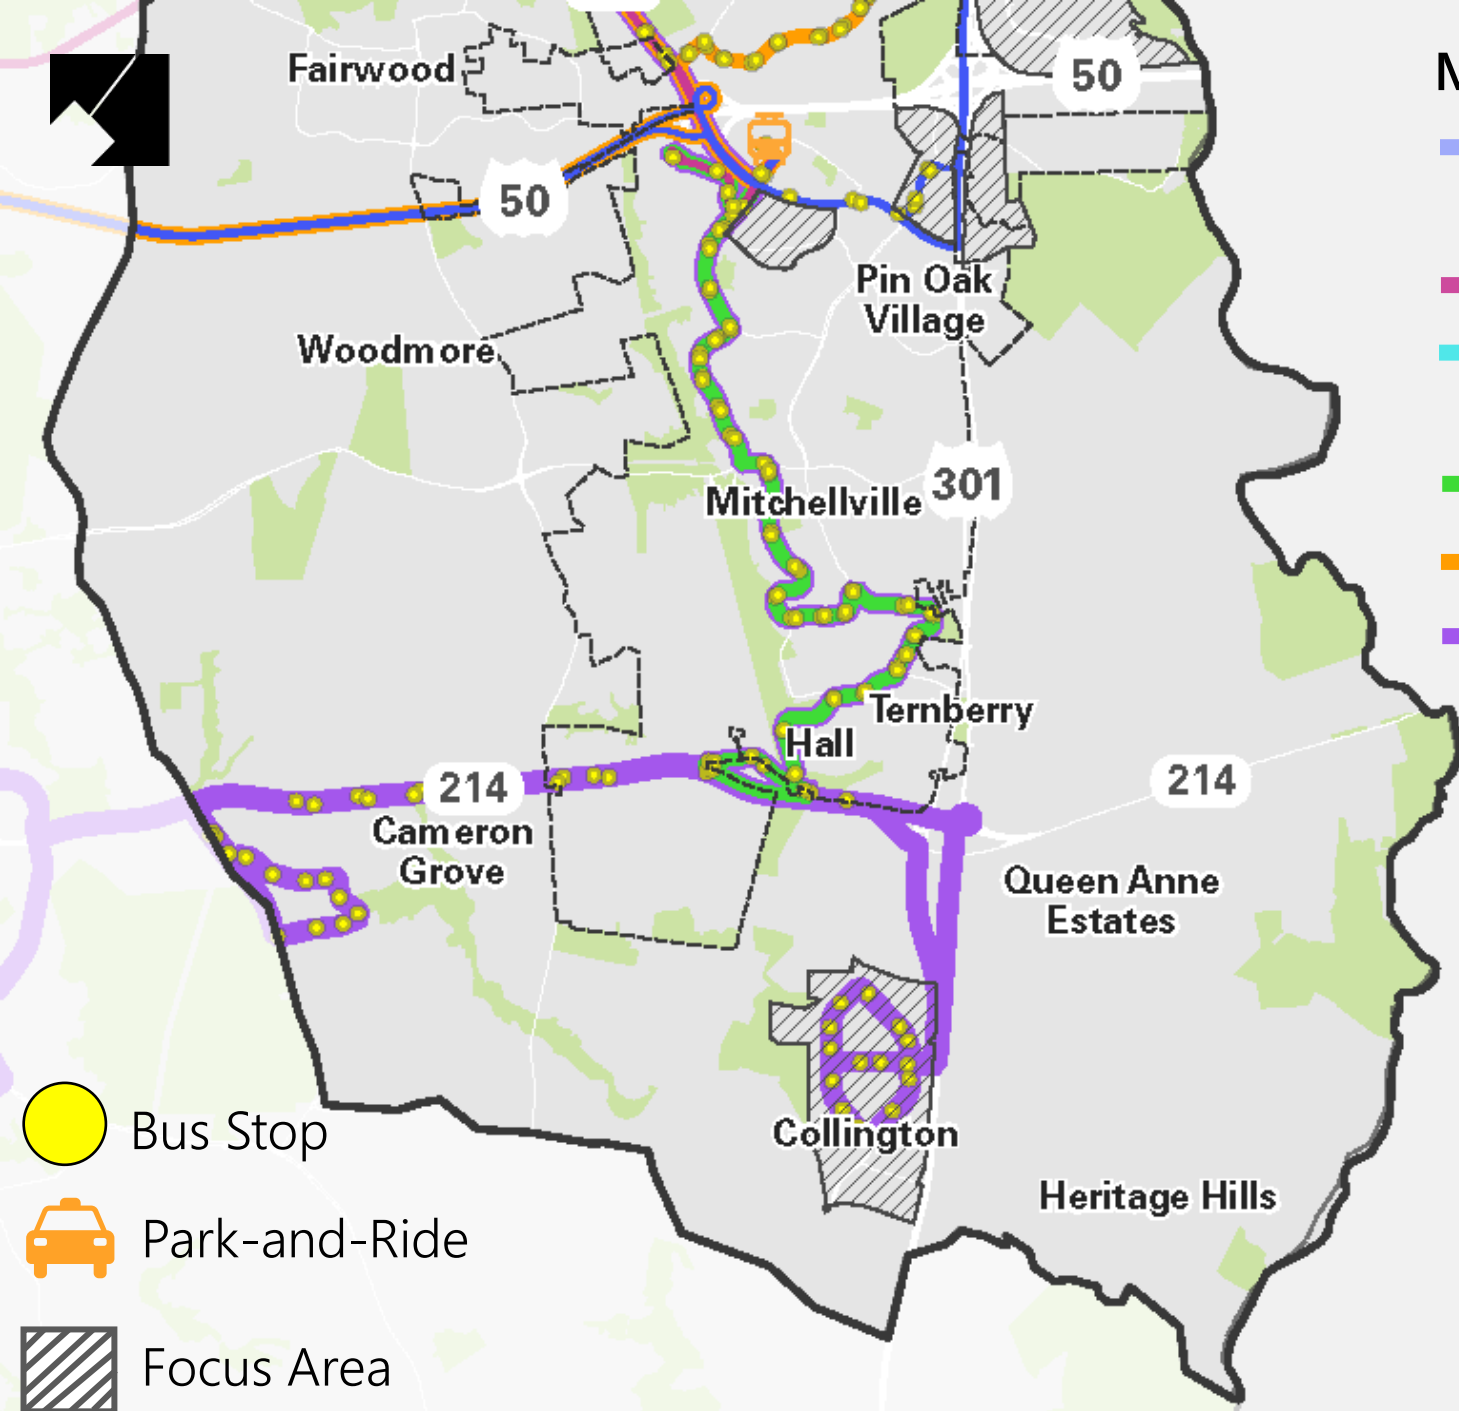 Fairwood
50
M
50
Pin Oak
Village
Woodmore
301
Mitchellville
Ternberry
Hall
214
214
Cameron
Grove
Queen Anne
Estates
Bus Stop
Collington
Heritage Hills
Park-and-Ride
Focus Area